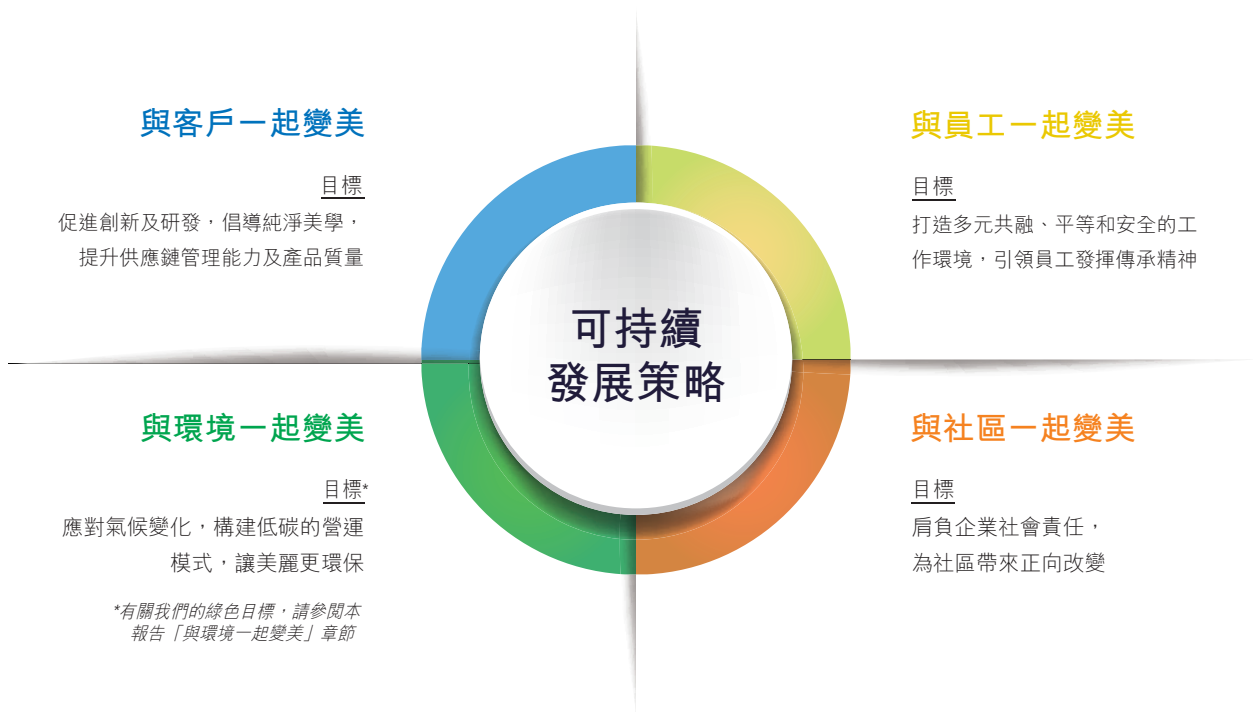 與客戶一起變美
目標
促進創新及研發，倡導純淨美學，
提升供應鏈管理能力及產品質量
與員工一起變美
目標
打造多元共融、平等和安全的工
作環境，引領員工發揮傳承精神
可持續
發展策略
與環境一起變美
目標*
應對氣候變化，構建低碳的營運
模式，讓美麗更環保
*有關我們的綠色目標，請參閱本
報告「與環境一起變美」章節
與社區一起變美
目標
肩負企業社會責任，
為社區帶來正向改變